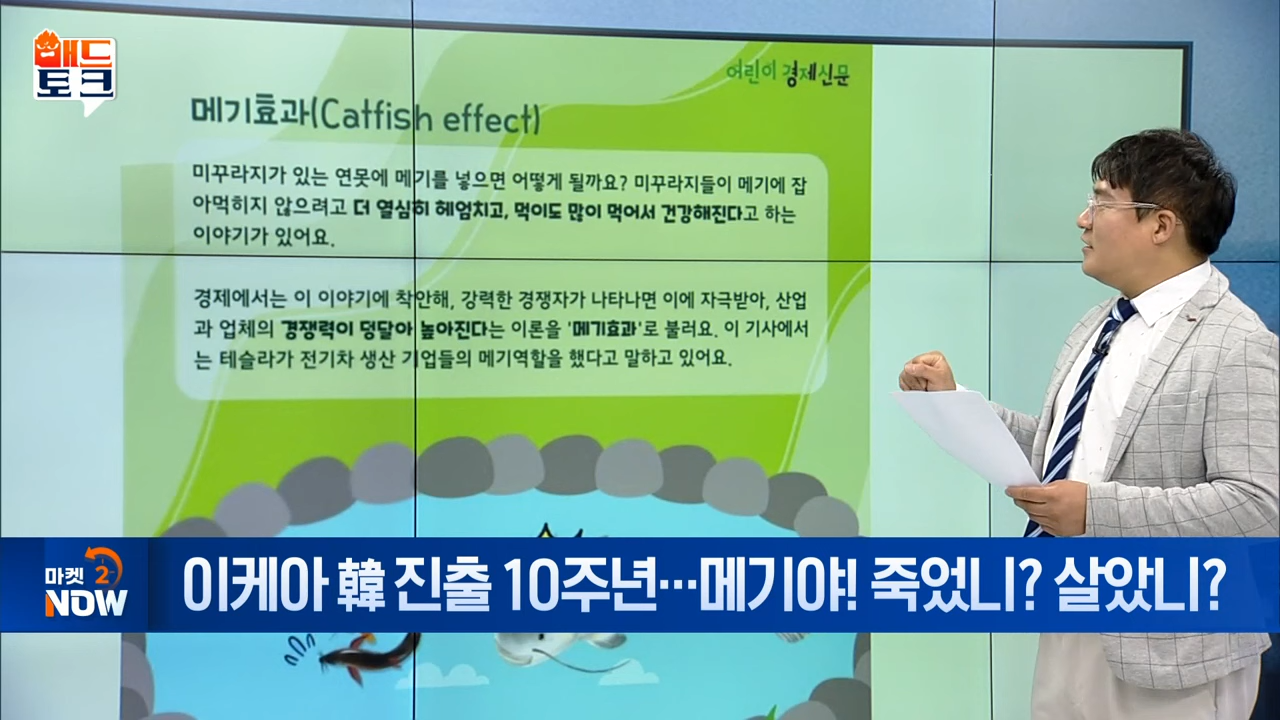 매드
토크
어린이 경제신문
메기효과(Catfish effect)
미꾸라지가 있는 연못에 메기를 넣으면 어떻게 될까요? 미꾸라지들이 메기에 잡
아먹히지 않으려고 더 열심히 헤엄치고, 먹이도 많이 먹어서 건강해진다고 하는
이야기가 있어요.
경제에서는 이 이야기에 착안해, 강력한 경쟁자가 나타나면 이에 자극받아, 산업
과 업체의 경쟁력이 덩달아 높아진다는 이론을 '메기효과'로 불러요. 이 기사에서
는 테슬라가 전기차 생산 기업들의 메기역할을 했다고 말하고 있어요.
마켓 2
NOW
이케아 韓 진출 10주년…메기야! 죽었니? 살았니?